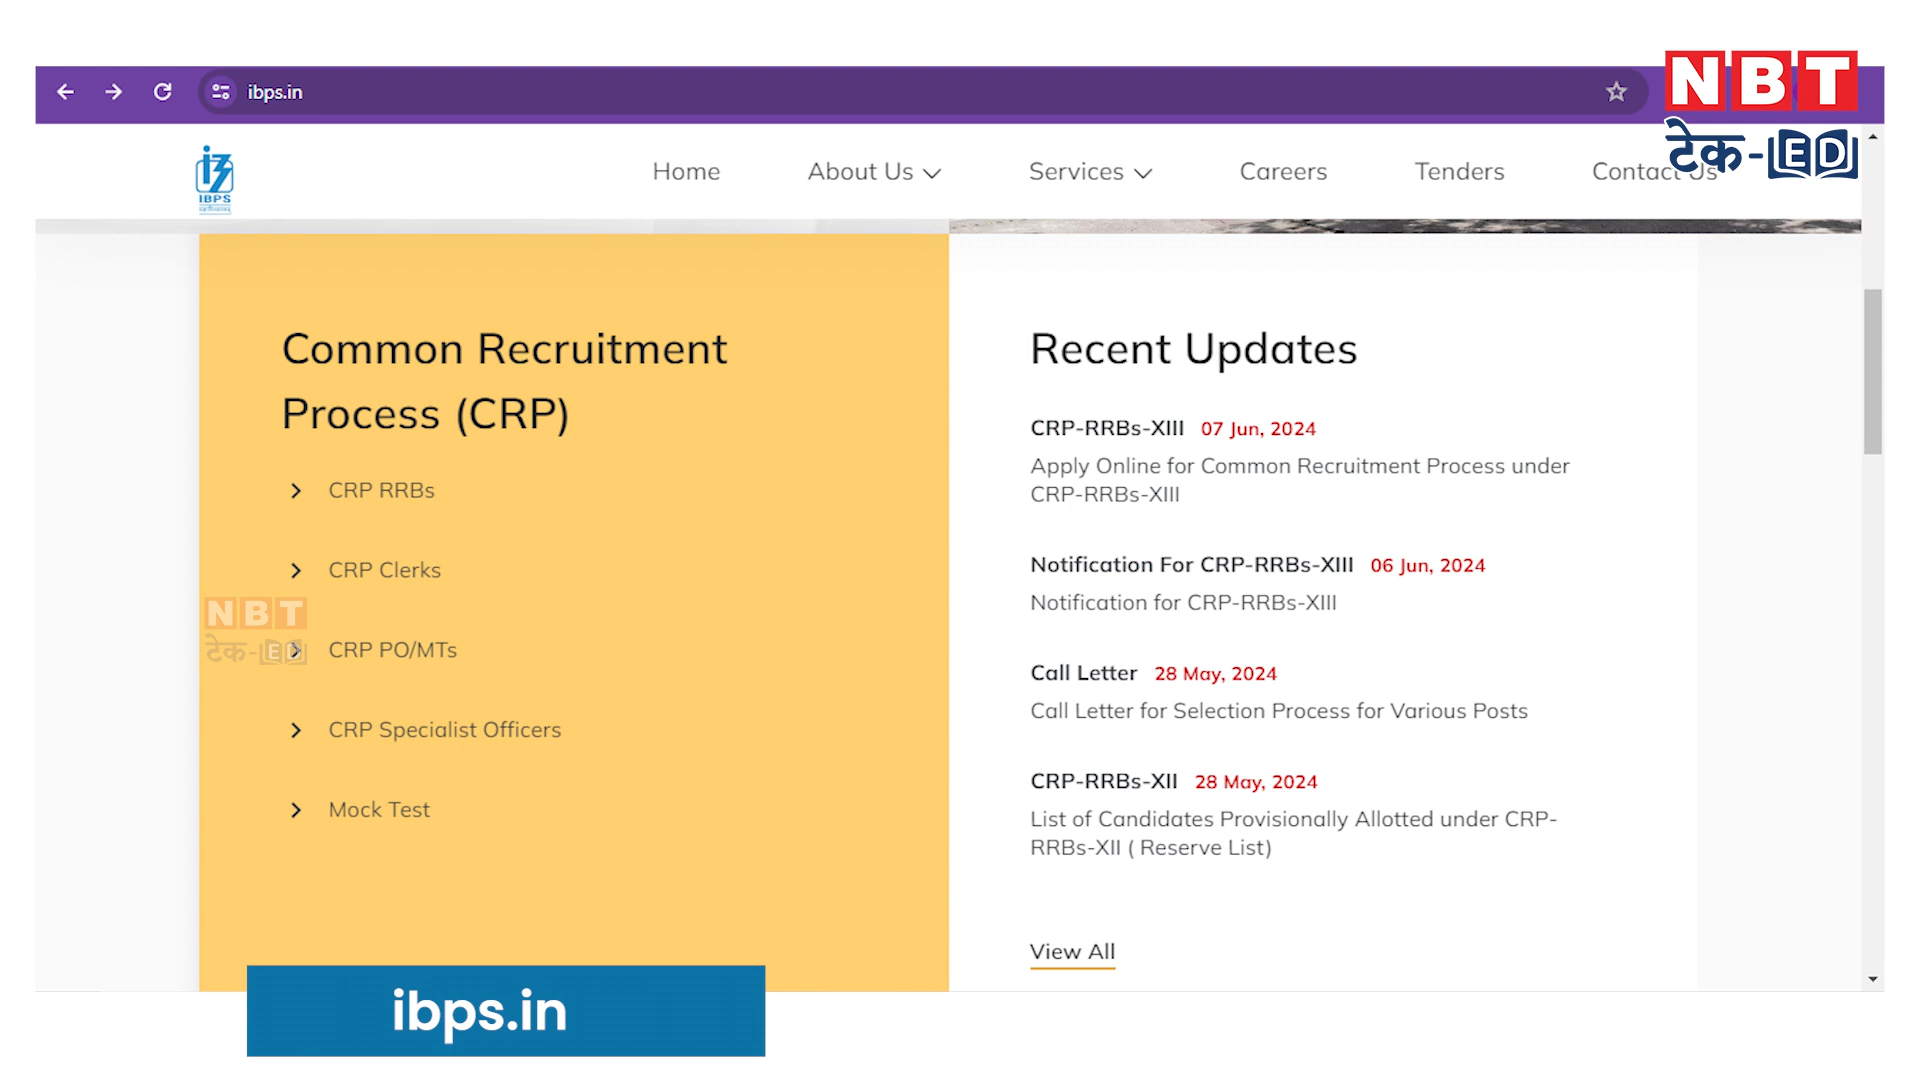 ibps.in
NBT
टेक-ED
IBPS
Home
About Us
Services
Careers
Tenders
Contact Us
Common Recruitment
Process (CRP)
CRP RRBs
CRP Clerks
CRP PO/MTs
CRP Specialist Officers
Mock Test
NBT
टेक-ED
Recent Updates
CRP-RRBs-XIII 07 Jun, 2024
Apply Online for Common Recruitment Process under
CRP-RRBs-XIII
Notification For CRP-RRBs-XIII 06 Jun, 2024
Notification for CRP-RRBs-XIII
Call Letter 28 May, 2024
Call Letter for Selection Process for Various Posts
CRP-RRBs-XII 28 May, 2024
List of Candidates Provisionally Allotted under CRP-
RRBs-XII ( Reserve List)
View All
ibps.in